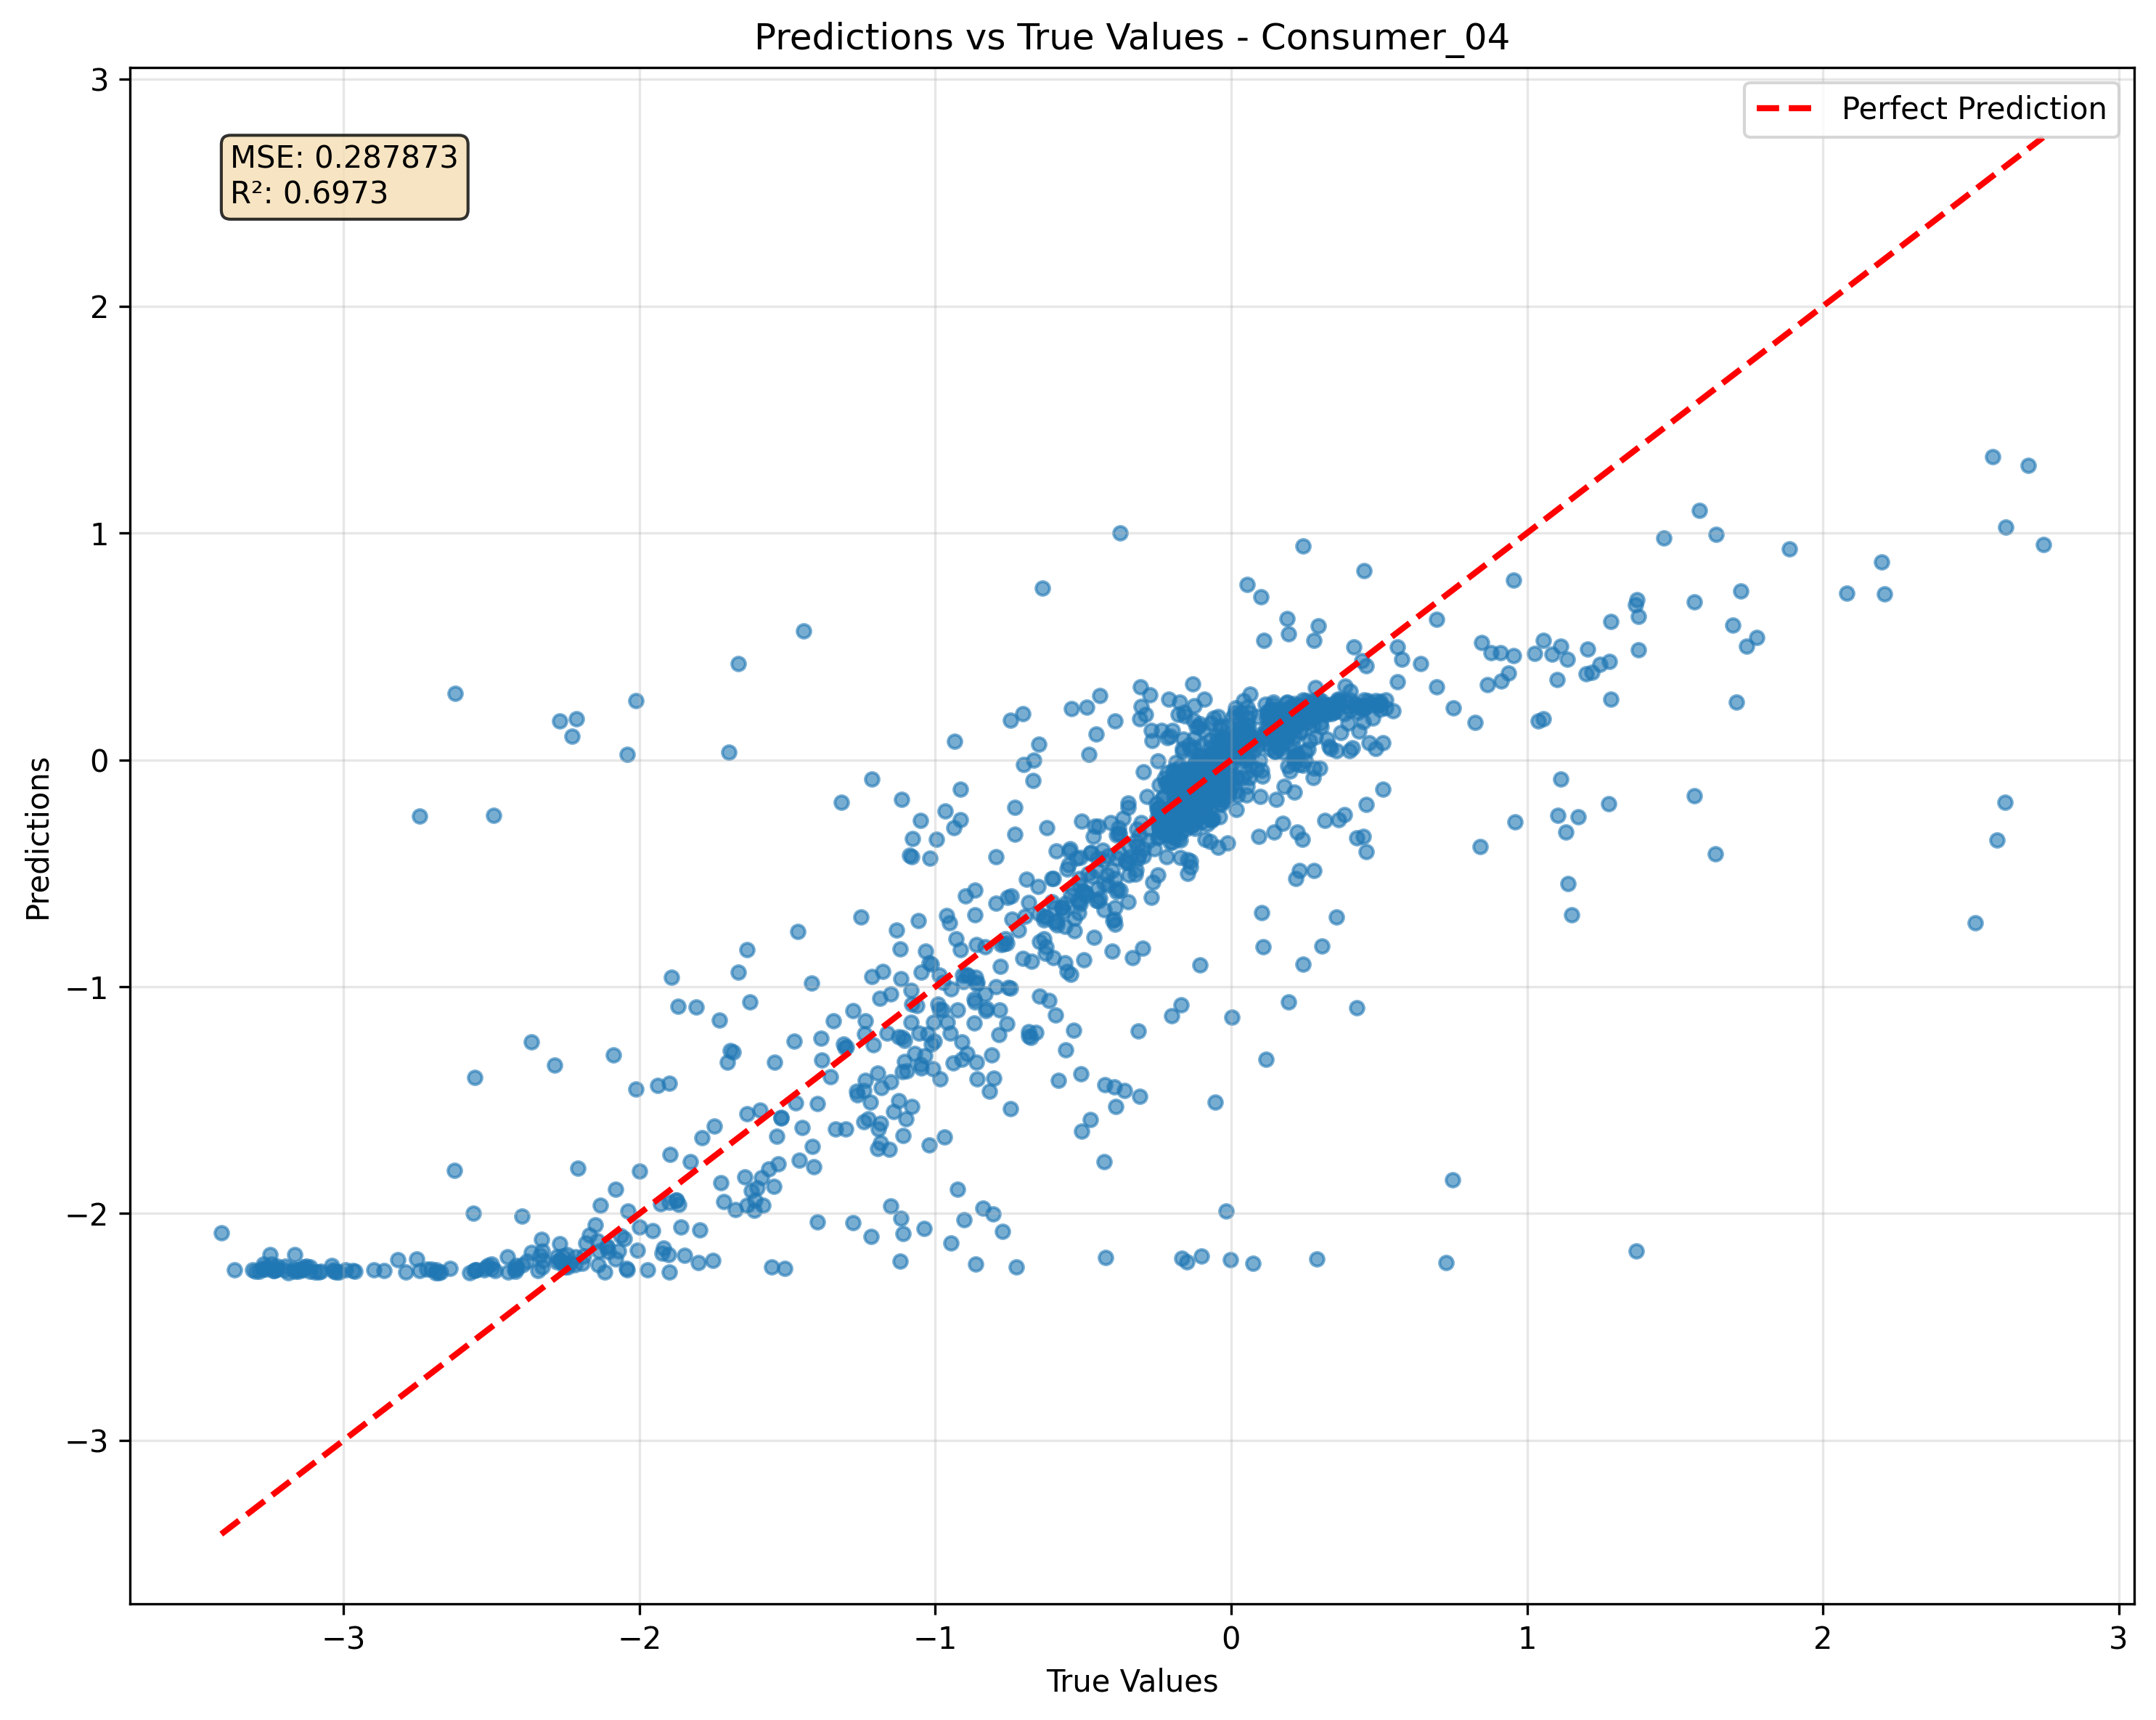 Predictions vs True Values - Consumer_04
Perfect Prediction
MSE: 0.287873
R²: 0.6973
3
2
1
0
−1
−2
−3
Predictions
−3
−2
−1
0
1
2
3
True Values